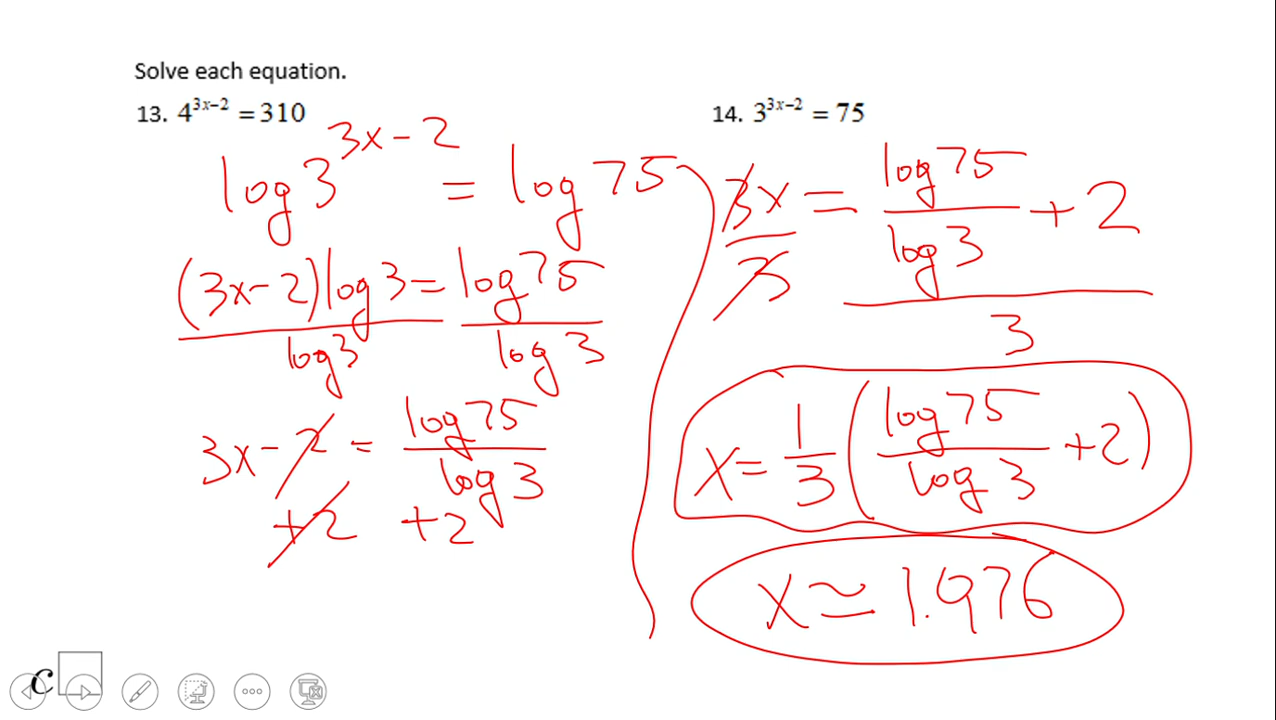 Solve each equation.
13. 4^{3x-2} = 310
14. 3^{3x-2} = 75
log 3^{3x-2} = log 75
(3x-2) log 3 / log 3 = log 75 / log 3
3x - 2 = log 75 / log 3
+2 +2
3x / 3 = (log 75 / log 3 + 2) / 3
x = 1/3 (log 75 / log 3 + 2)
x ≃ 1.976
c